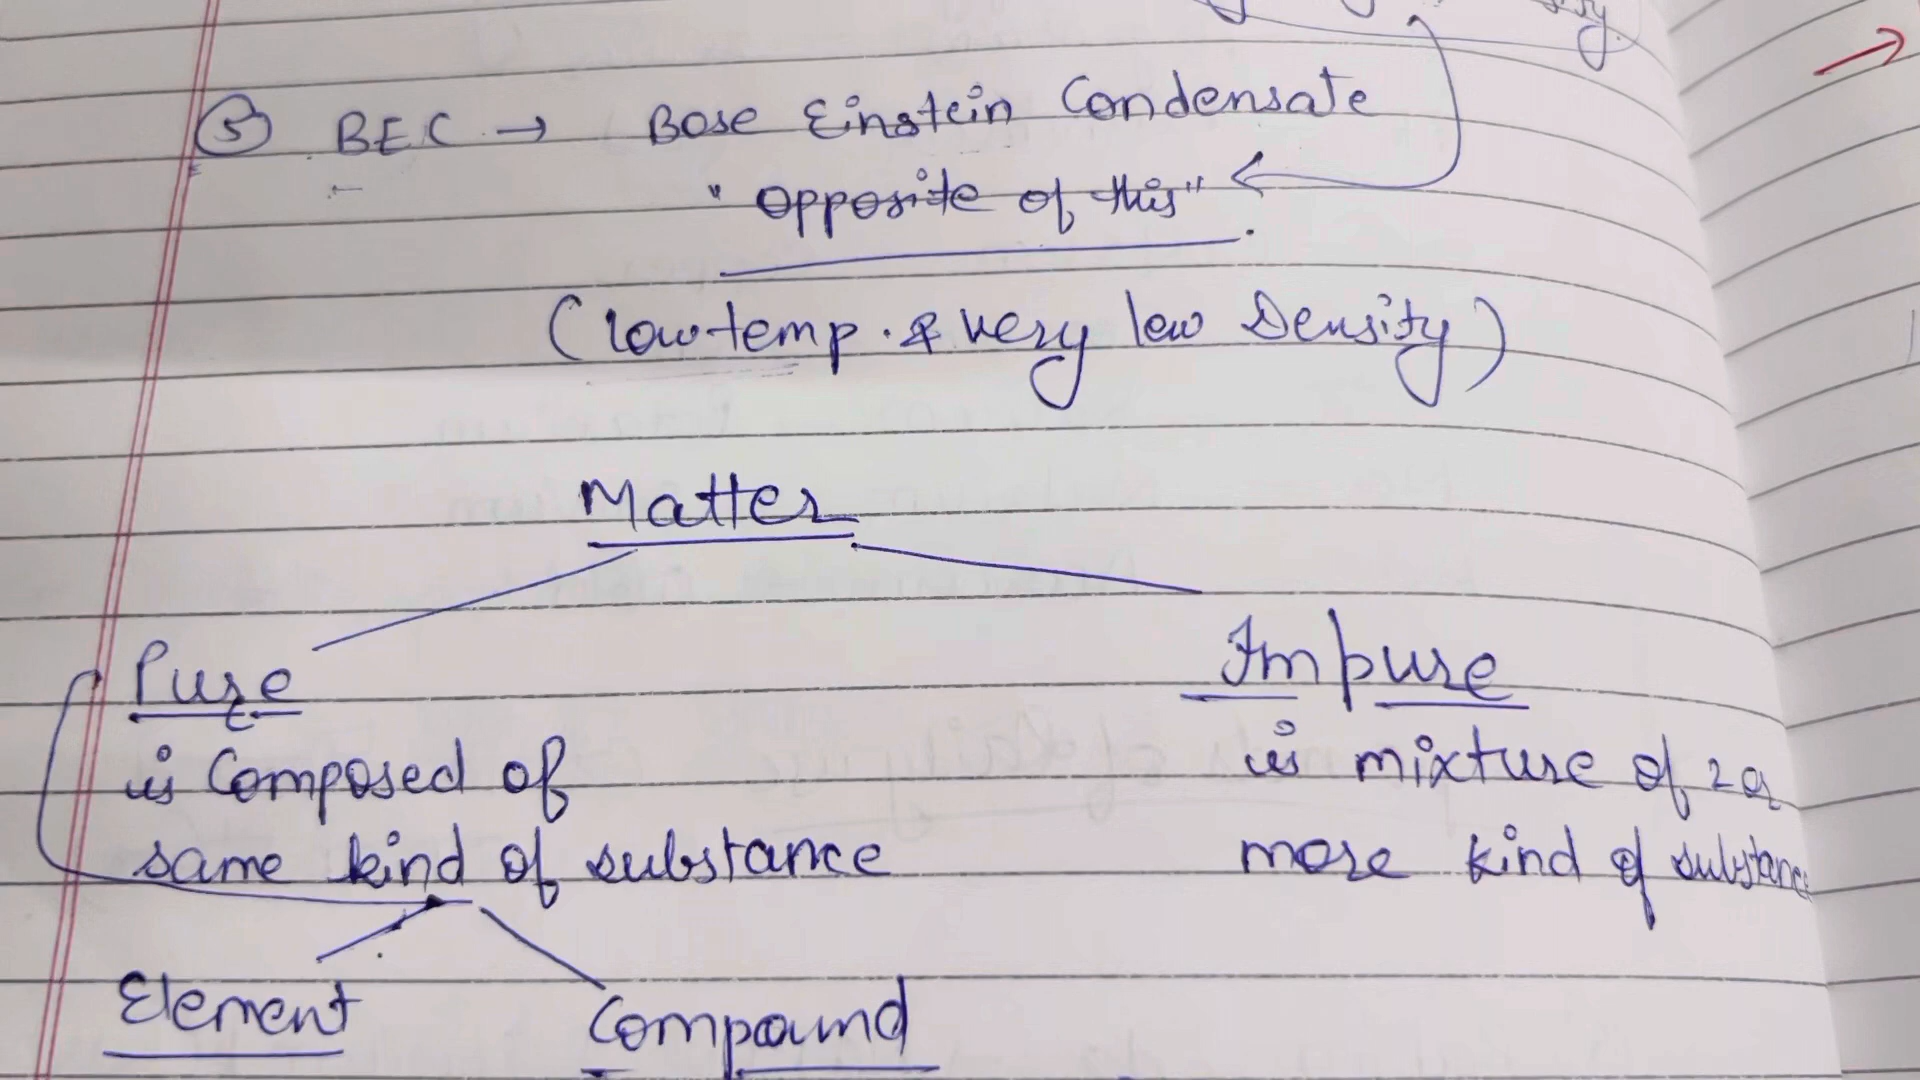 5 BEC → Bose Einstein Condensate
"opposite of this"
(low temp. & very low Density)
Matter
Pure
Impure
is composed of
is mixture of 2 or
same kind of substance
more kind of substance
Element
Compound